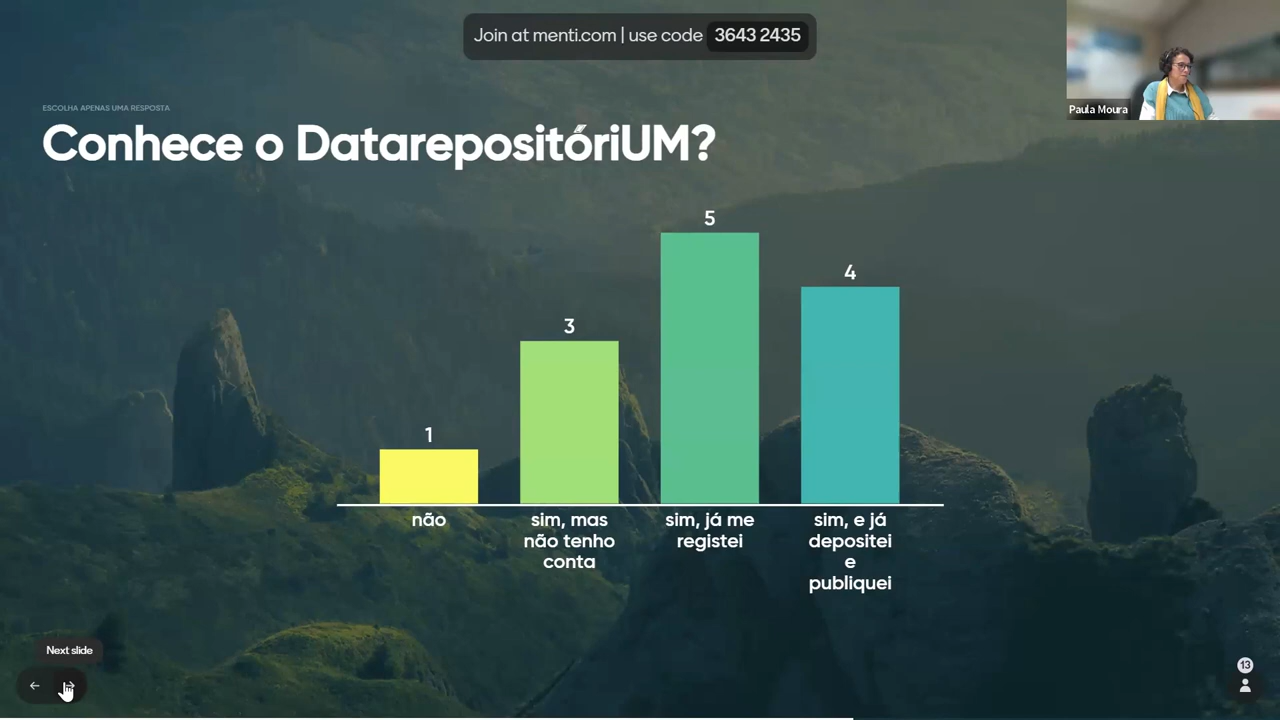 Join at menti.com | use code 3643 2435
Paula Moura
ESCOLHA APENAS UMA RESPOSTA
Conhece o DatarepositóriUM?
5
4
3
1
não
sim, mas
não tenho
conta
sim, já me
registei
sim, e já
depositei
e
publiquei
Next slide
13